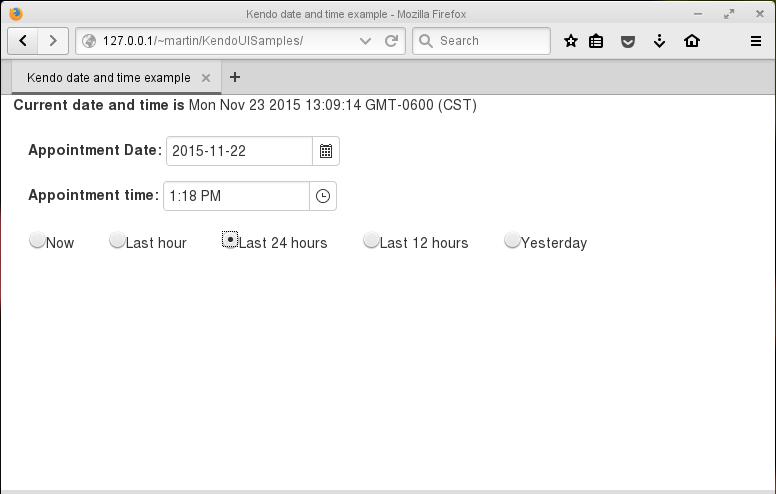 Kendo date and time example - Mozilla Firefox
127.0.0.1/~martin/KendoUISamples/ Search
Kendo date and time example
Current date and time is Mon Nov 23 2015 13:09:14 GMT-0600 (CST)
Appointment Date: 2015-11-22
Appointment time: 1:18 PM
Now Last hour Last 24 hours Last 12 hours Yesterday